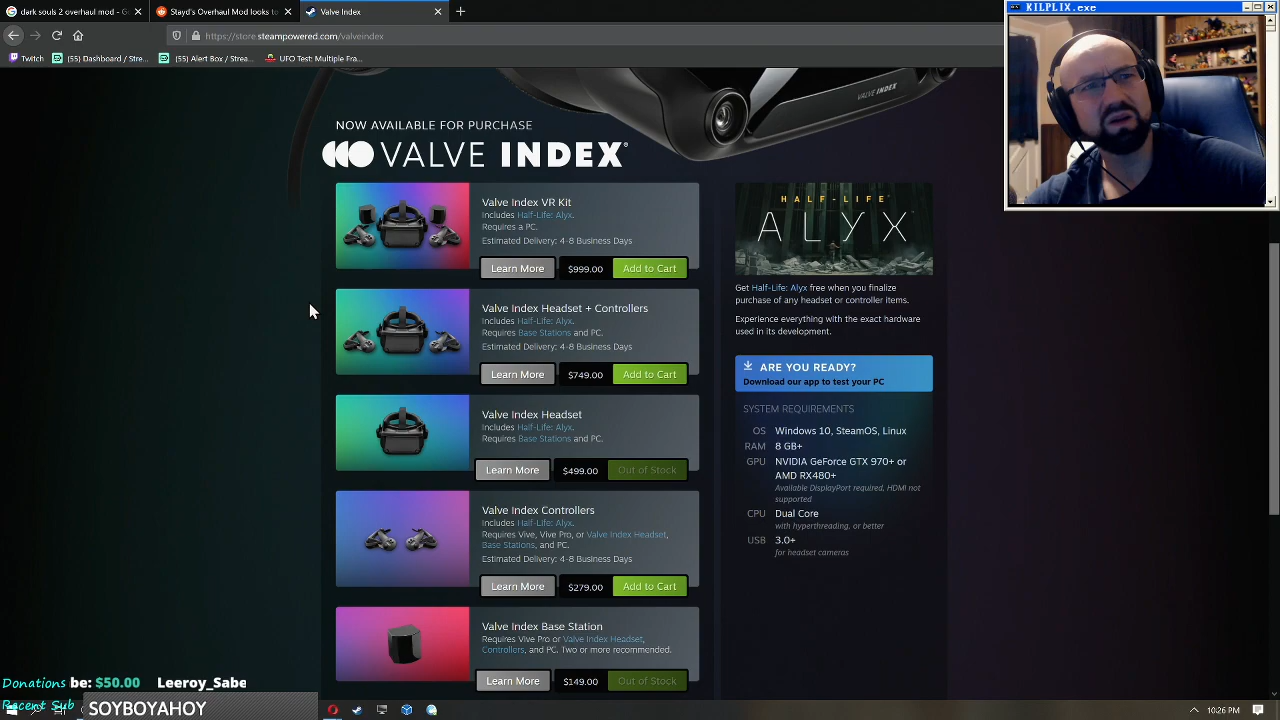 dark souls 2 overhaul mod - Go
Stayd's Overhaul Mod looks to
Valve Index
KILPLIX.exe
https://store.steampowered.com/valveindex
Twitch
(55) Dashboard / Stre...
(55) Alert Box / Strea...
UFO Test: Multiple Fra...
VALVE INDEX
NOW AVAILABLE FOR PURCHASE
VALVE INDEX
Valve Index VR Kit
Includes Half-Life: Alyx.
Requires a PC.
Estimated Delivery: 4-8 Business Days
Learn More $999.00 Add to Cart
Valve Index Headset + Controllers
Includes Half-Life: Alyx.
Requires Base Stations and PC.
Estimated Delivery: 4-8 Business Days
Learn More $749.00 Add to Cart
Valve Index Headset
Includes Half-Life: Alyx.
Requires Base Stations and PC.
Learn More $499.00 Out of Stock
Valve Index Controllers
Includes Half-Life: Alyx.
Requires Vive, Vive Pro, or Valve Index Headset,
Base Stations, and PC.
Estimated Delivery: 4-8 Business Days
Learn More $279.00 Add to Cart
Valve Index Base Station
Requires Vive Pro or Valve Index Headset,
Controllers, and PC. Two or more recommended.
Learn More $149.00 Out of Stock
HALF-LIFE
ALYX
Get Half-Life: Alyx free when you finalize
purchase of any headset or controller items.
Experience everything with the exact hardware
used in its development.
ARE YOU READY?
Download our app to test your PC
SYSTEM REQUIREMENTS
OS Windows 10, SteamOS, Linux
RAM 8 GB+
GPU NVIDIA GeForce GTX 970+ or
AMD RX480+
Available DisplayPort required, HDMI not
supported
CPU Dual Core
with hyperthreading, or better
USB 3.0+
for headset cameras
Donations be: $50.00 Leeroy_Sabe
Recent Sub SOYBOYAHOY
10:26 PM